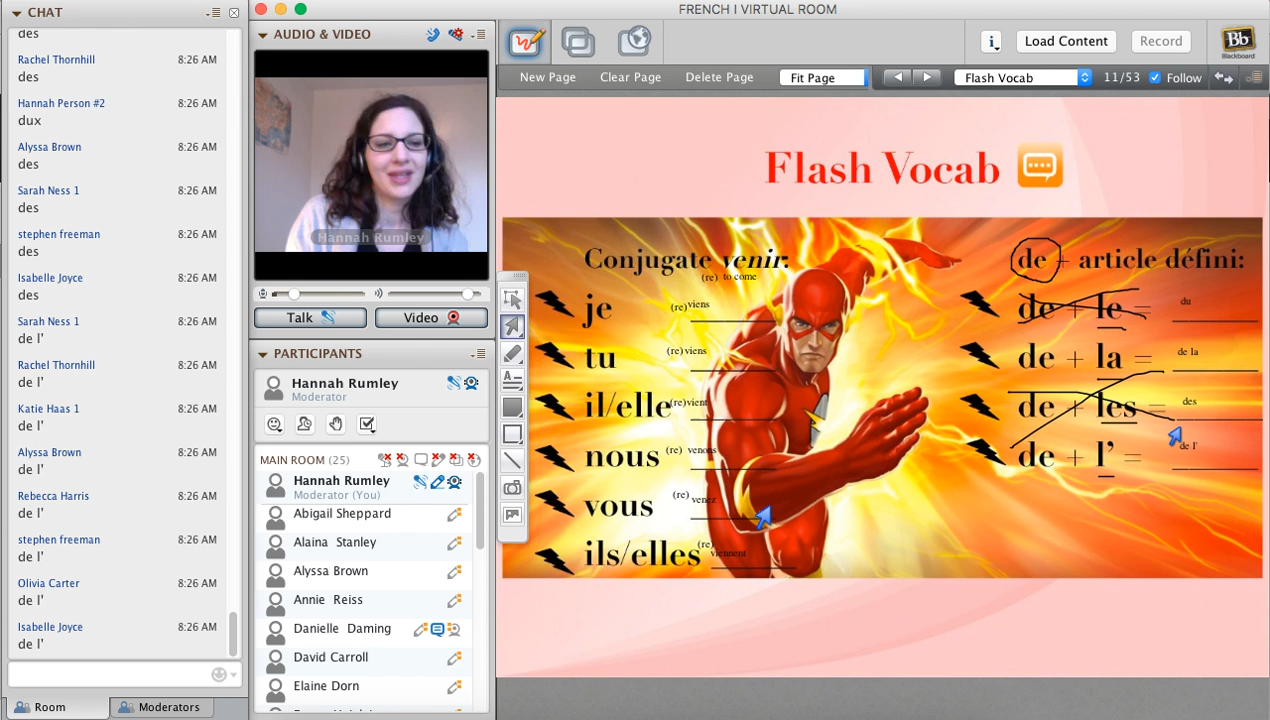 CHAT
des
Rachel Thornhill 8:26 AM
des
Hannah Person #2 8:26 AM
dux
Alyssa Brown 8:26 AM
des
Sarah Ness 1 8:26 AM
des
stephen freeman 8:26 AM
des
Isabelle Joyce 8:26 AM
des
Sarah Ness 1 8:26 AM
de l'
Rachel Thornhill 8:26 AM
de l'
Katie Haas 1 8:26 AM
de l'
Alyssa Brown 8:26 AM
de l'
Rebecca Harris 8:26 AM
de l'
stephen freeman 8:26 AM
de l'
Olivia Carter 8:26 AM
de l'
Isabelle Joyce 8:26 AM
de l'
Room Moderators
AUDIO & VIDEO
Hannah Rumley
Talk Video
PARTICIPANTS
Hannah Rumley
Moderator
MAIN ROOM (25)
Hannah Rumley
Moderator (You)
Abigail Sheppard
Alaina Stanley
Alyssa Brown
Annie Reiss
Danielle Daming
David Carroll
Elaine Dorn
FRENCH I VIRTUAL ROOM
i Load Content Record Bb
Blackboard
New Page Clear Page Delete Page Fit Page Flash Vocab 11/53 Follow
Flash Vocab
Conjugate venir:
(re) to come
je (re)viens
tu (re)viens
il/elle (re)vient
nous (re) venons
vous (re) venez
ils/elles (re) viennent
de + article défini:
de + le = du
de + la = de la
de + les = des
de + l’ = de l'